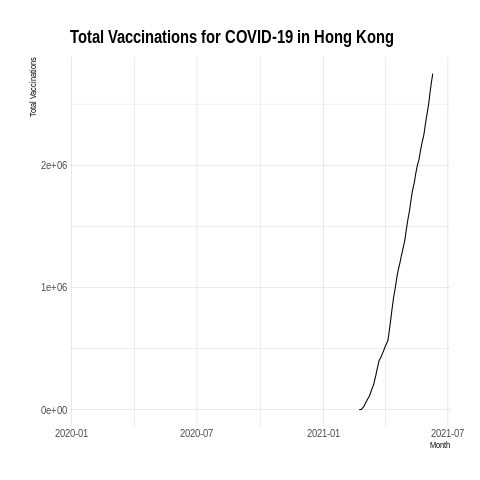 Total Vaccinations for COVID-19 in Hong Kong
Total Vaccinations
2e+06
1e+06
0e+00
2020-01 2020-07 2021-01 2021-07
Month